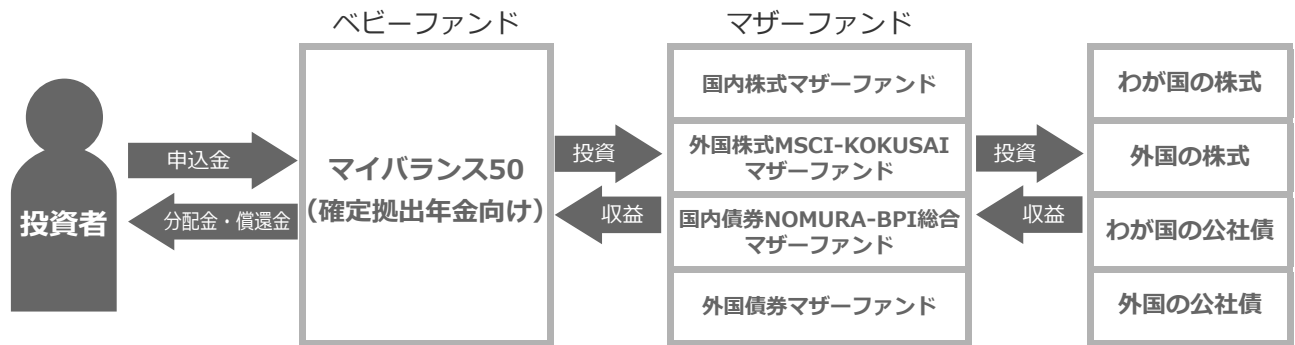 ベビーファンド
マザーファンド
投資者
申込金
分配金・償還金
マイバランス50
（確定拠出年金向け）
投資
収益
国内株式マザーファンド
外国株式MSCI-KOKUSAI
マザーファンド
国内債券NOMURA-BPI総合
マザーファンド
外国債券マザーファンド
投資
収益
わが国の株式
外国の株式
わが国の公社債
外国の公社債